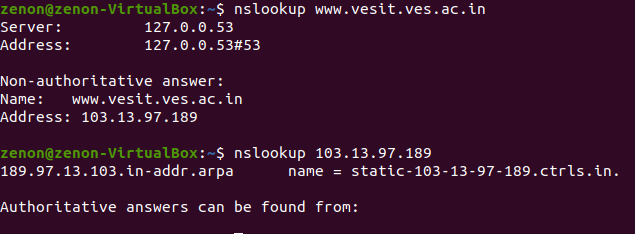 zenon@zenon-VirtualBox:~$ nslookup www.vesit.ves.ac.in
Server:         127.0.0.53
Address:        127.0.0.53#53

Non-authoritative answer:
Name:   www.vesit.ves.ac.in
Address: 103.13.97.189

zenon@zenon-VirtualBox:~$ nslookup 103.13.97.189
189.97.13.103.in-addr.arpa      name = static-103-13-97-189.ctrls.in.

Authoritative answers can be found from: